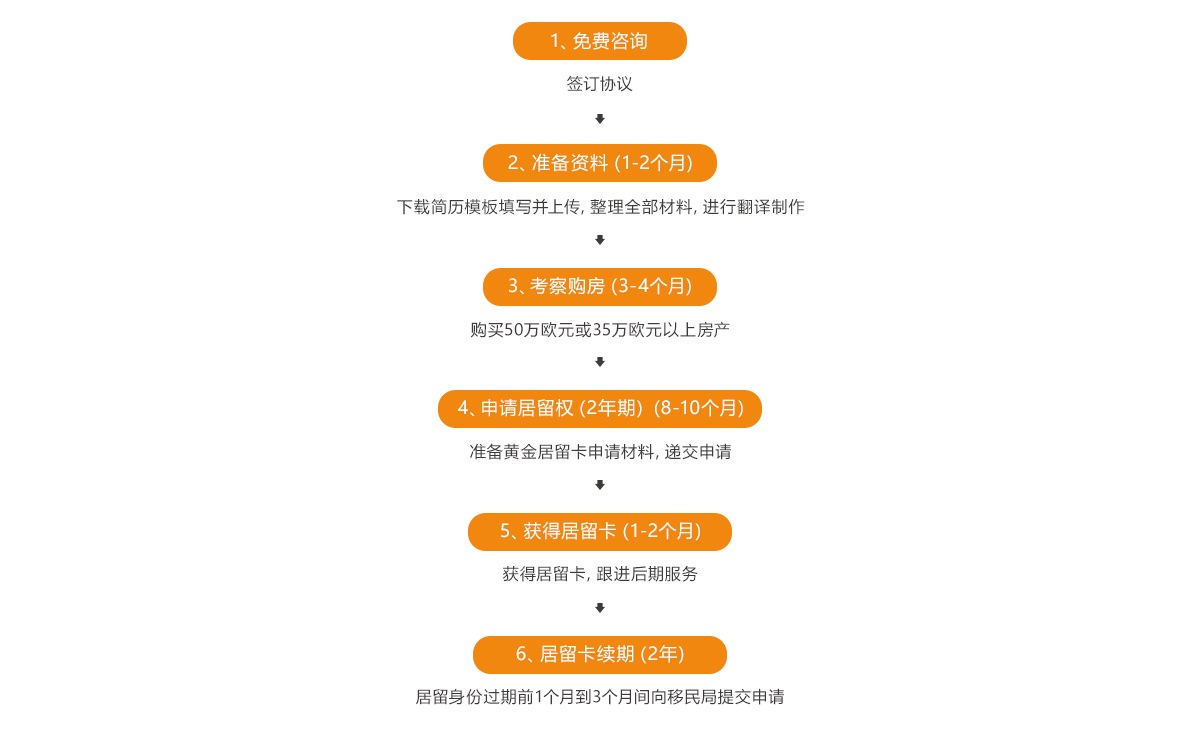 1、免费咨询
签订协议
2、准备资料 (1-2个月)
下载简历模板填写并上传, 整理全部材料, 进行翻译制作
3、考察购房 (3-4个月)
购买50万欧元或35万欧元以上房产
4、申请居留权 (2年期) (8-10个月)
准备黄金居留卡申请材料, 递交申请
5、获得居留卡 (1-2个月)
获得居留卡, 跟进后期服务
6、居留卡续期 (2年)
居留身份过期前1个月到3个月间向移民局提交申请